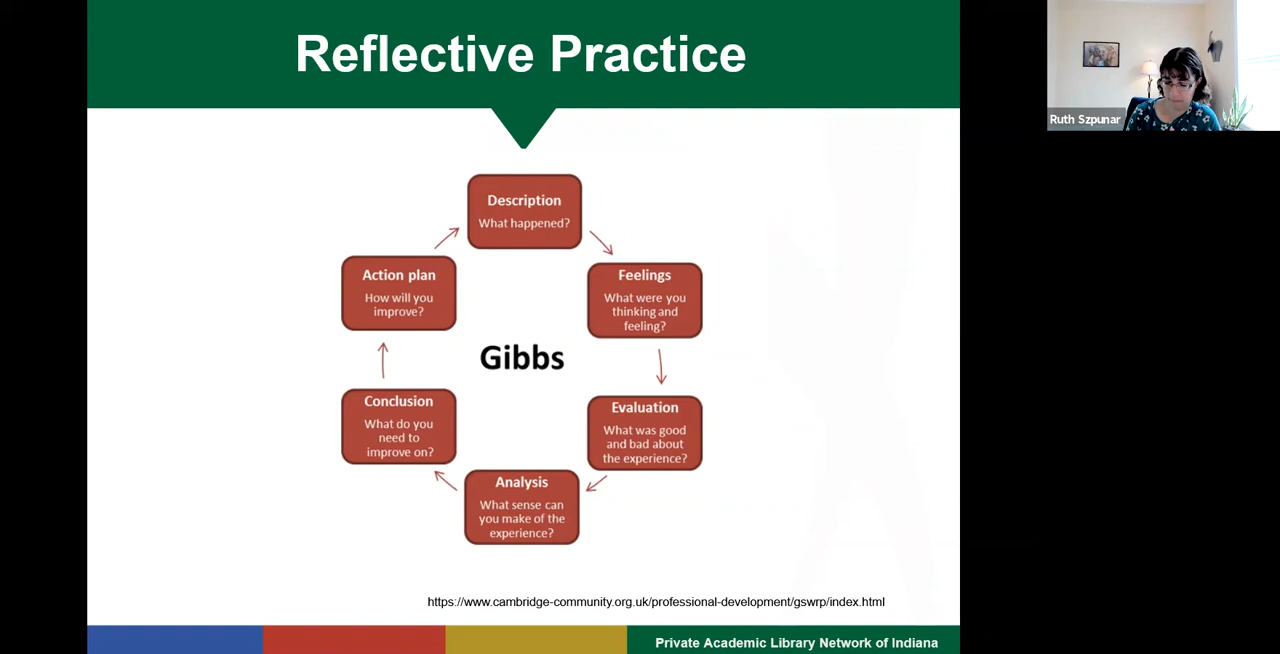 Reflective Practice
Ruth Szpunar
Description
What happened?
Feelings
What were you
thinking and
feeling?
Evaluation
What was good
and bad about
the experience?
Analysis
What sense can
you make of the
experience?
Conclusion
What do you
need to
improve on?
Action plan
How will you
improve?
Gibbs
https://www.cambridge-community.org.uk/professional-development/gswrp/index.html
Private Academic Library Network of Indiana